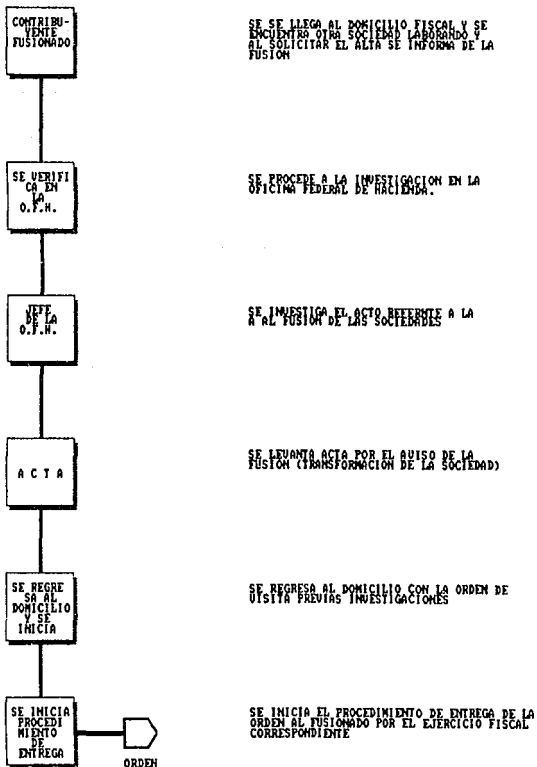 CONTRIBU-
YENTE
FUSIONADO
SE SE LLEGA AL DOMICILIO FISCAL Y SE
ENCUENTRA OTRA SOCIEDAD LABORANDO Y
AL SOLICITAR EL ALTA SE INFORMA DE LA
FUSION
SE VERIFI
CA EN
LA
O.F.H.
SE PROCEDE A LA INVESTIGACION EN LA
OFICINA FEDERAL DE HACIENDA.
JEFE
DE LA
O.F.H.
SE INVESTIGA EL ACTO REFERNTE A LA
A AL FUSION DE LAS SOCIEDADES
A C T A
SE LEVANTA ACTA POR EL AVISO DE LA
FUSION (TRANSFORMACION DE LA SOCIEDAD)
SE REGRE
SA AL
DOMICILIO
Y SE
INICIA
SE REGRESA AL DOMICILIO CON LA ORDEN DE
VISITA PREVIAS INVESTIGACIONES
SE INICIA
PROCEDI
MIENTO
DE
ENTREGA
ORDEN
SE INICIA EL PROCEDIMIENTO DE ENTREGA DE LA
ORDEN AL FUSIONADO POR EL EJERCICIO FISCAL
CORRESPONDIENTE